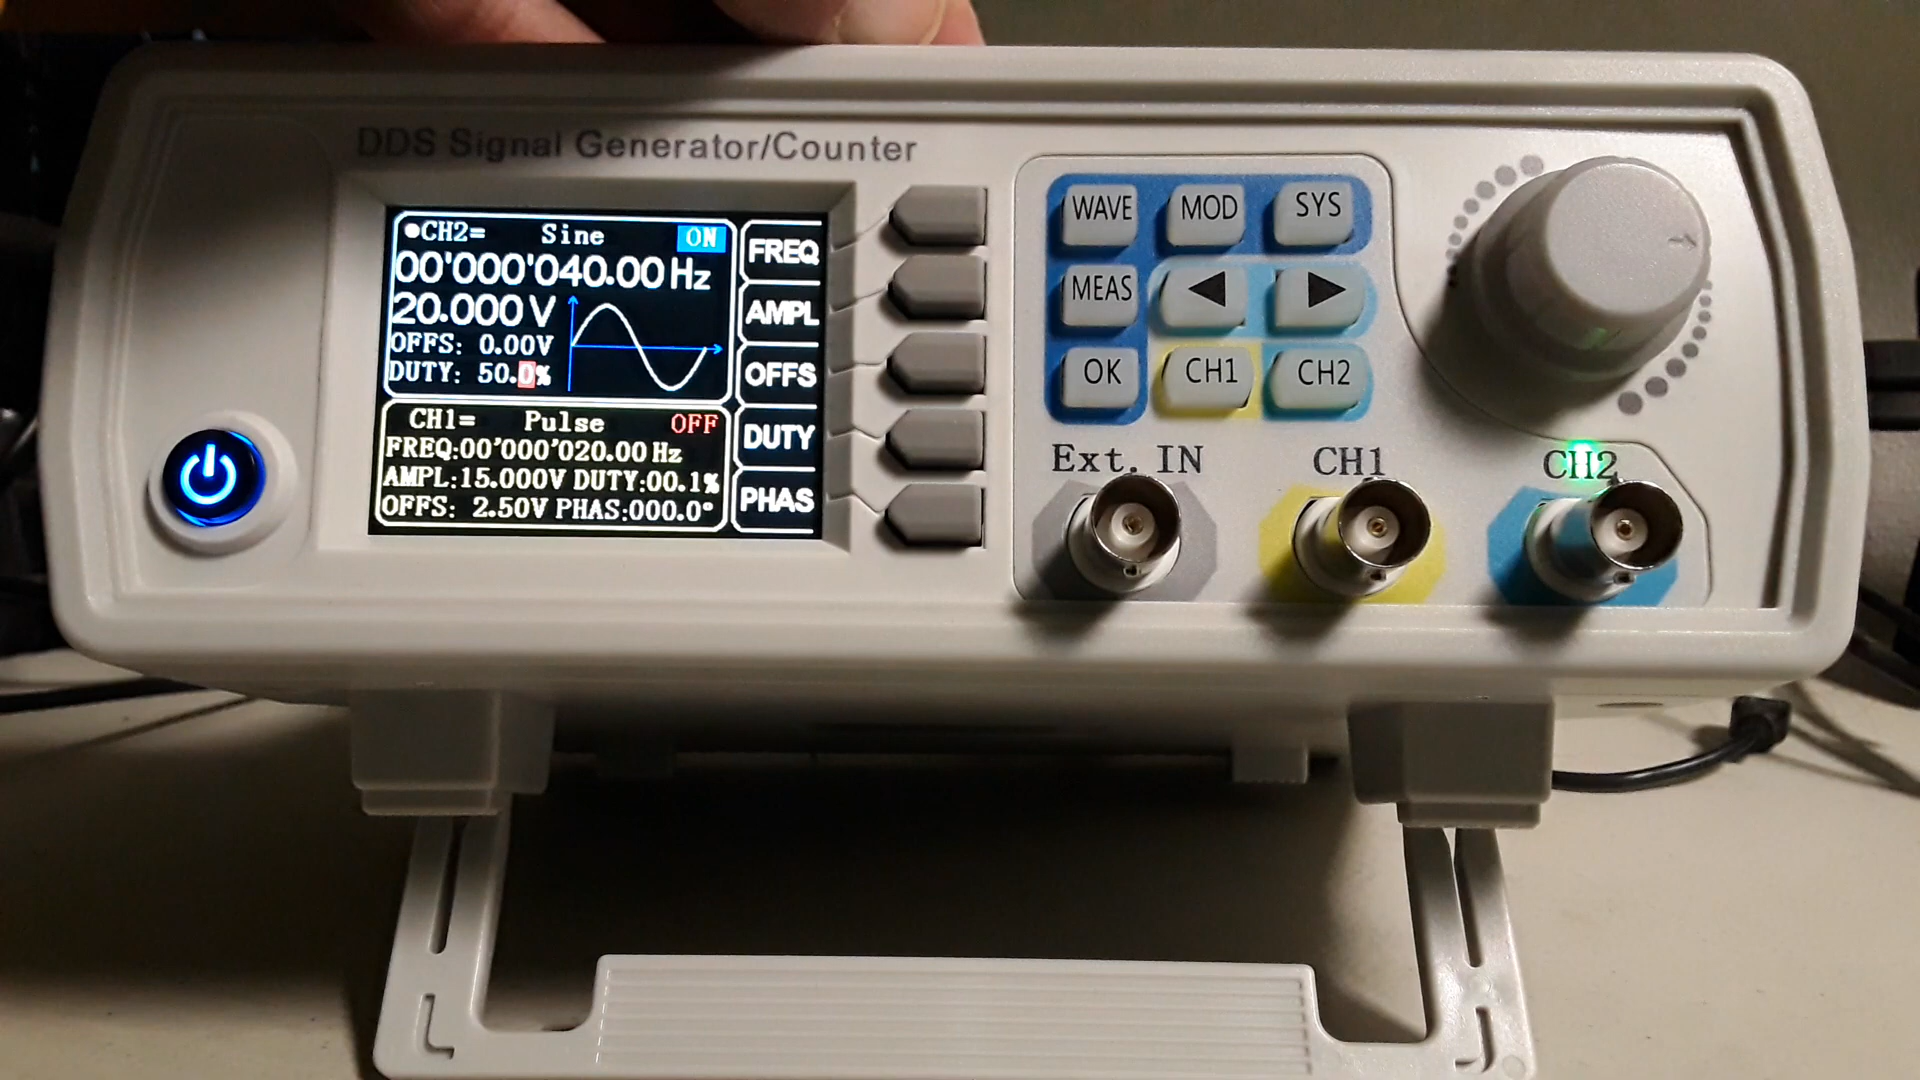 DDS Signal Generator/Counter
CH2= Sine ON
00'000'040.00 Hz
20.000 V
OFFS: 0.00V
DUTY: 50.0%
CH1= Pulse OFF
FREQ:00'000'020.00 Hz
AMPL:15.000V DUTY:00.1%
OFFS: 2.50V PHAS:000.0°
FREQ
AMPL
OFFS
DUTY
PHAS
WAVE MOD SYS
MEAS
OK CH1 CH2
Ext. IN CH1 CH2